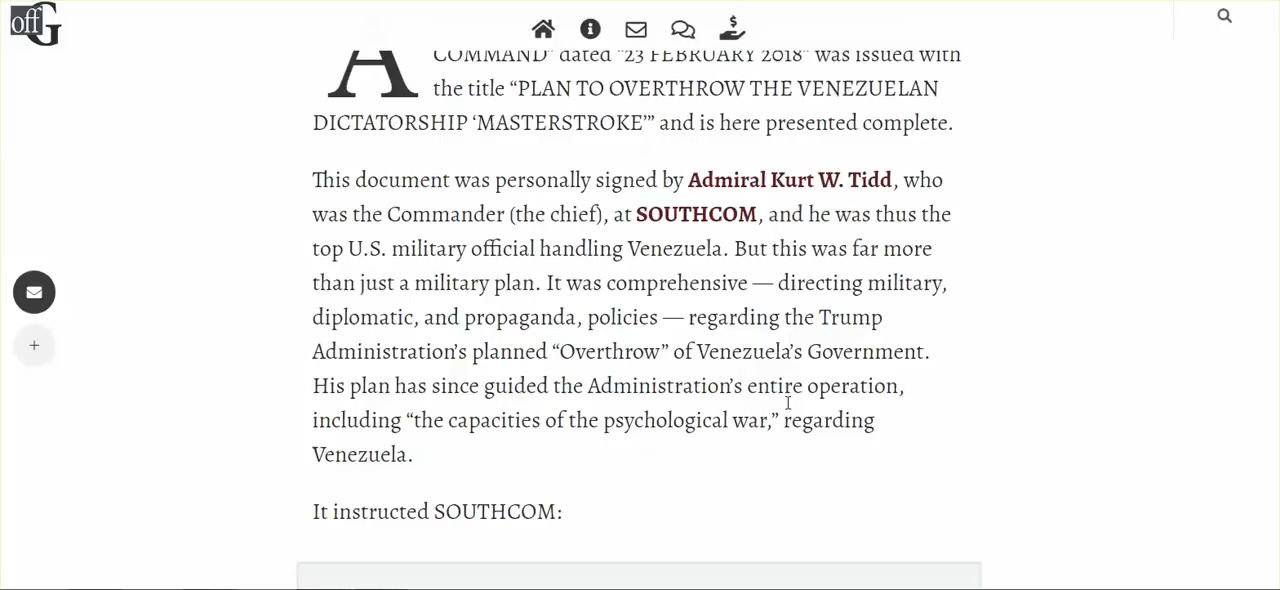 off G
A COMMAND" dated "23 FEBRUARY 2018" was issued with
the title “PLAN TO OVERTHROW THE VENEZUELAN
DICTATORSHIP ‘MASTERSTROKE’” and is here presented complete.
This document was personally signed by Admiral Kurt W. Tidd, who
was the Commander (the chief), at SOUTHCOM, and he was thus the
top U.S. military official handling Venezuela. But this was far more
than just a military plan. It was comprehensive — directing military,
diplomatic, and propaganda, policies — regarding the Trump
Administration’s planned “Overthrow” of Venezuela’s Government.
His plan has since guided the Administration’s entire operation,
including “the capacities of the psychological war,” regarding
Venezuela.
It instructed SOUTHCOM: